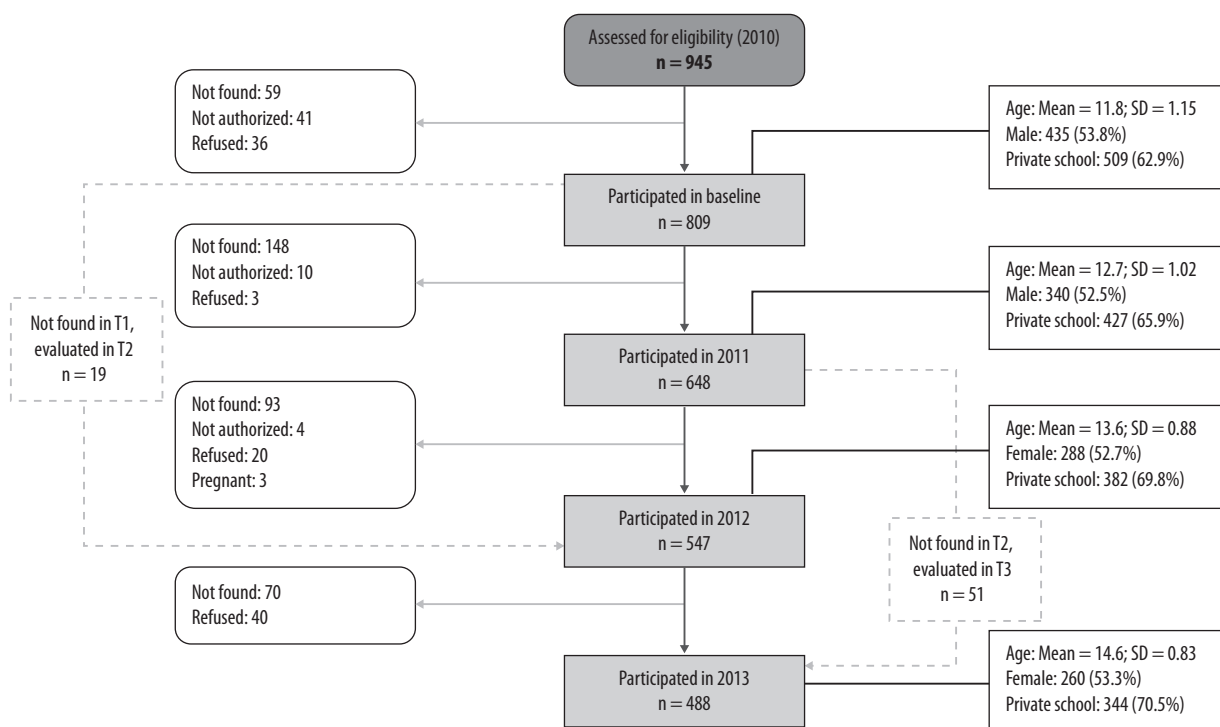 Assessed for eligibility (2010)
n = 945
Not found: 59
Not authorized: 41
Refused: 36
Age: Mean = 11.8; SD = 1.15
Male: 435 (53.8%)
Private school: 509 (62.9%)
Participated in baseline
n = 809
Not found: 148
Not authorized: 10
Refused: 3
Age: Mean = 12.7; SD = 1.02
Male: 340 (52.5%)
Private school: 427 (65.9%)
Not found in T1,
evaluated in T2
n = 19
Participated in 2011
n = 648
Not found: 93
Not authorized: 4
Refused: 20
Pregnant: 3
Age: Mean = 13.6; SD = 0.88
Female: 288 (52.7%)
Private school: 382 (69.8%)
Participated in 2012
n = 547
Not found in T2,
evaluated in T3
n = 51
Not found: 70
Refused: 40
Age: Mean = 14.6; SD = 0.83
Female: 260 (53.3%)
Private school: 344 (70.5%)
Participated in 2013
n = 488